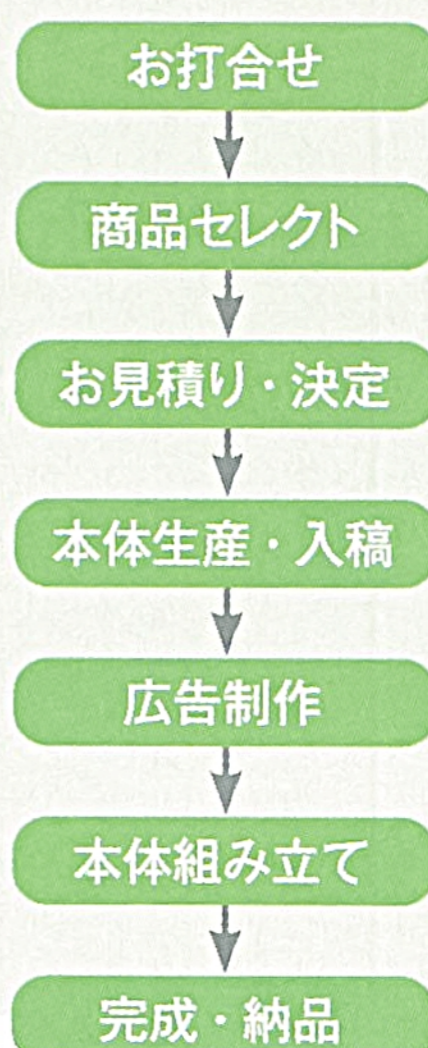 お打合せ
商品セレクト
お見積り・決定
本体生産・入稿
広告制作
本体組み立て
完成・納品